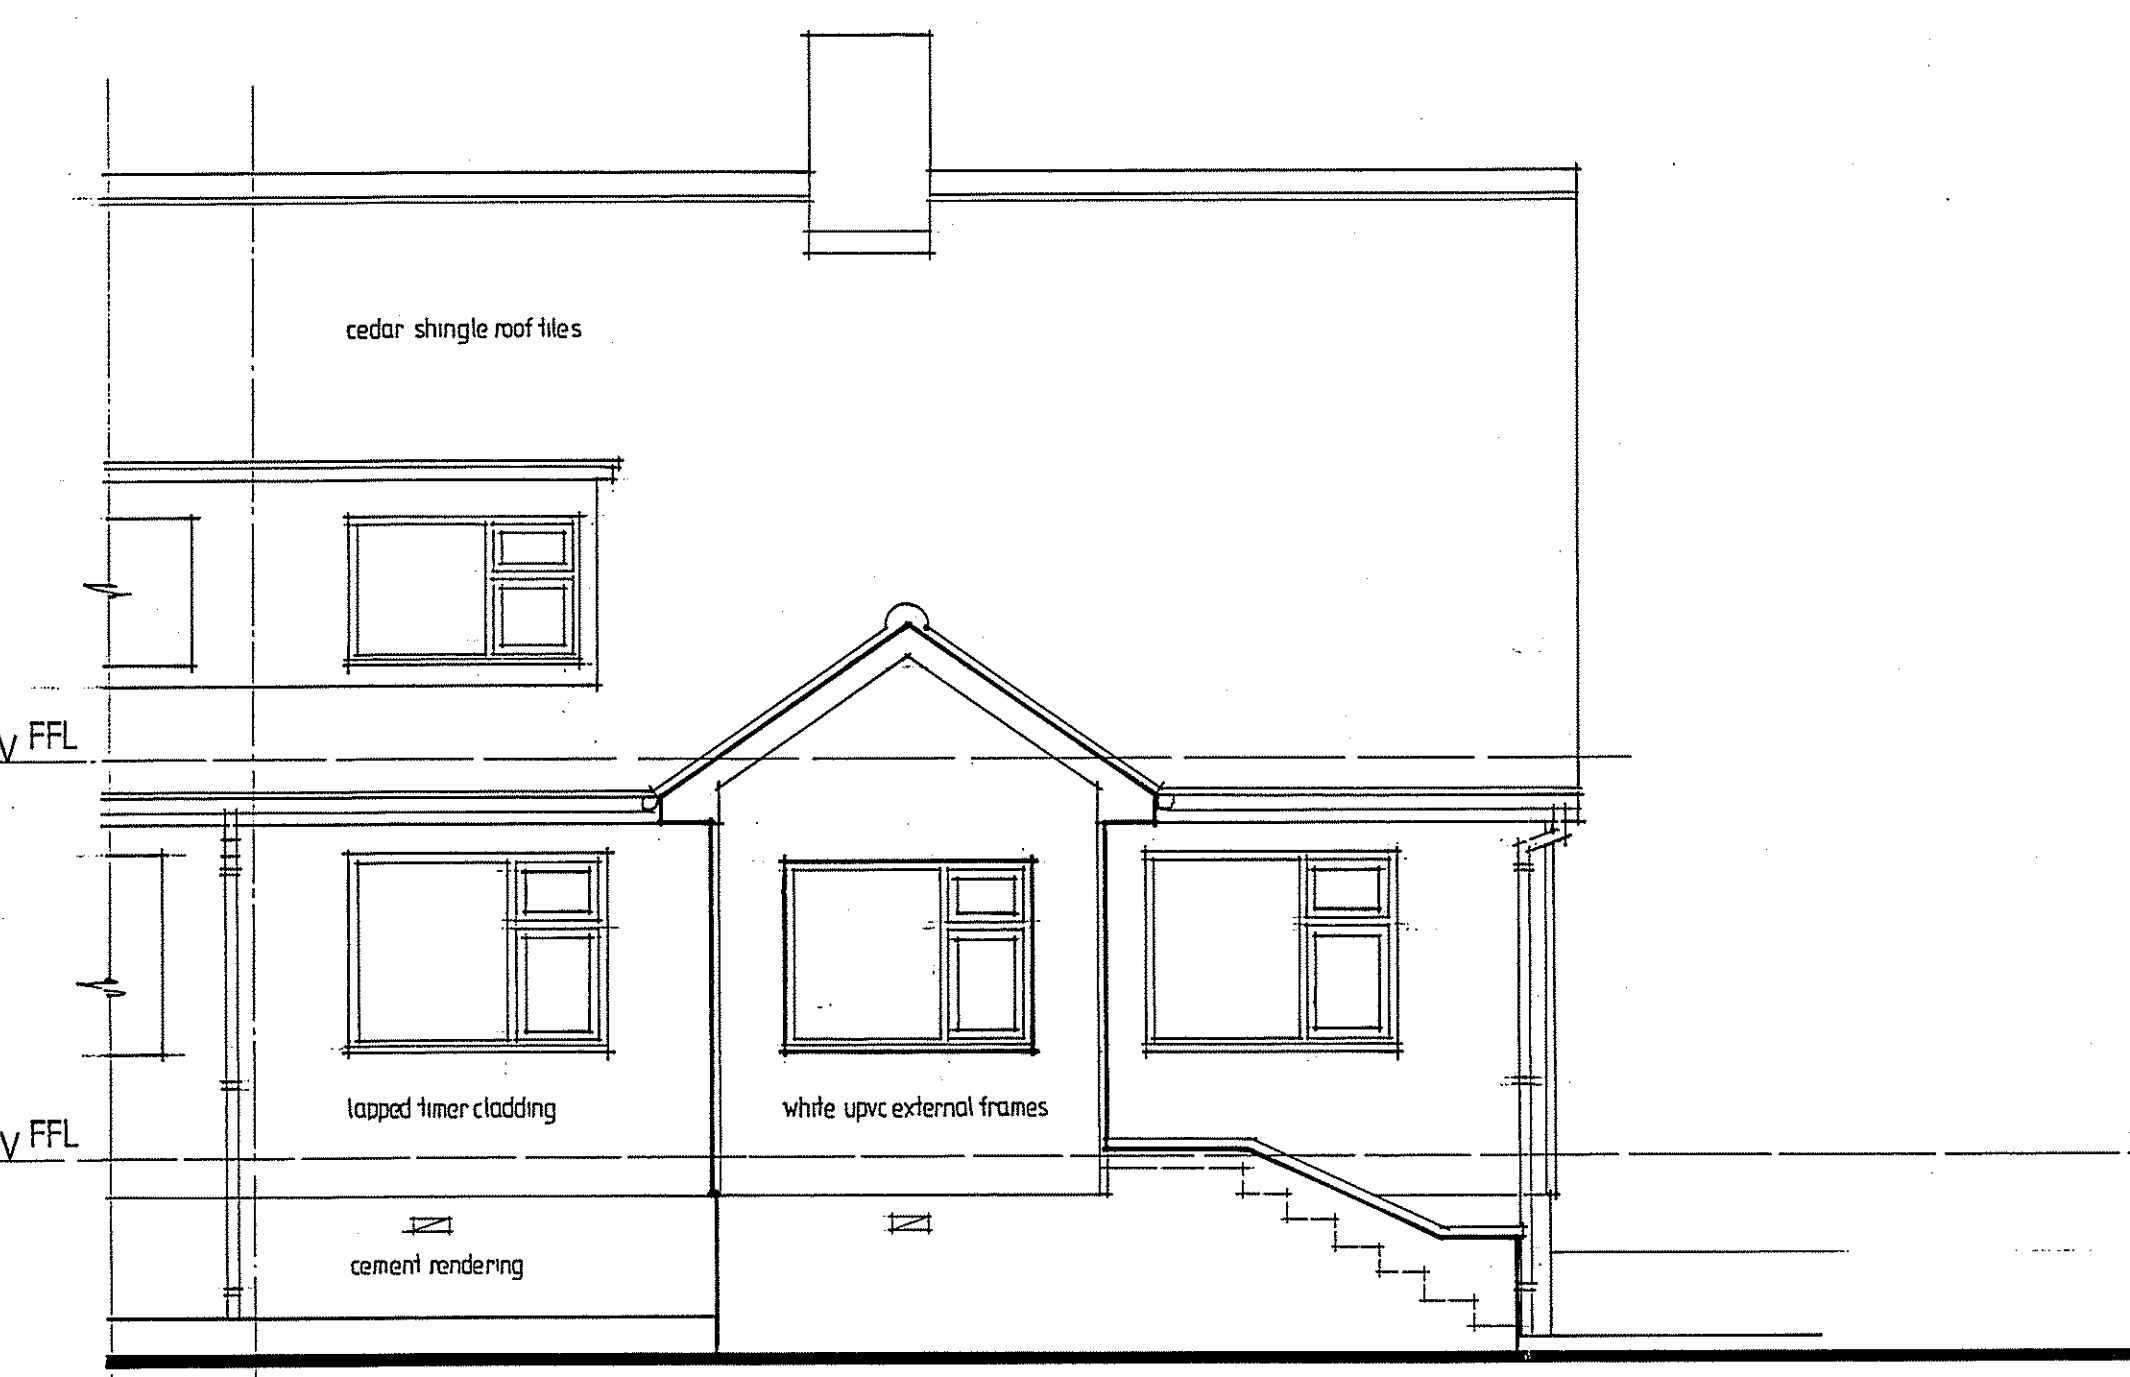 cedar shingle roof tiles
FFL
lapped timer cladding
white upvc external frames
FFL
cement rendering